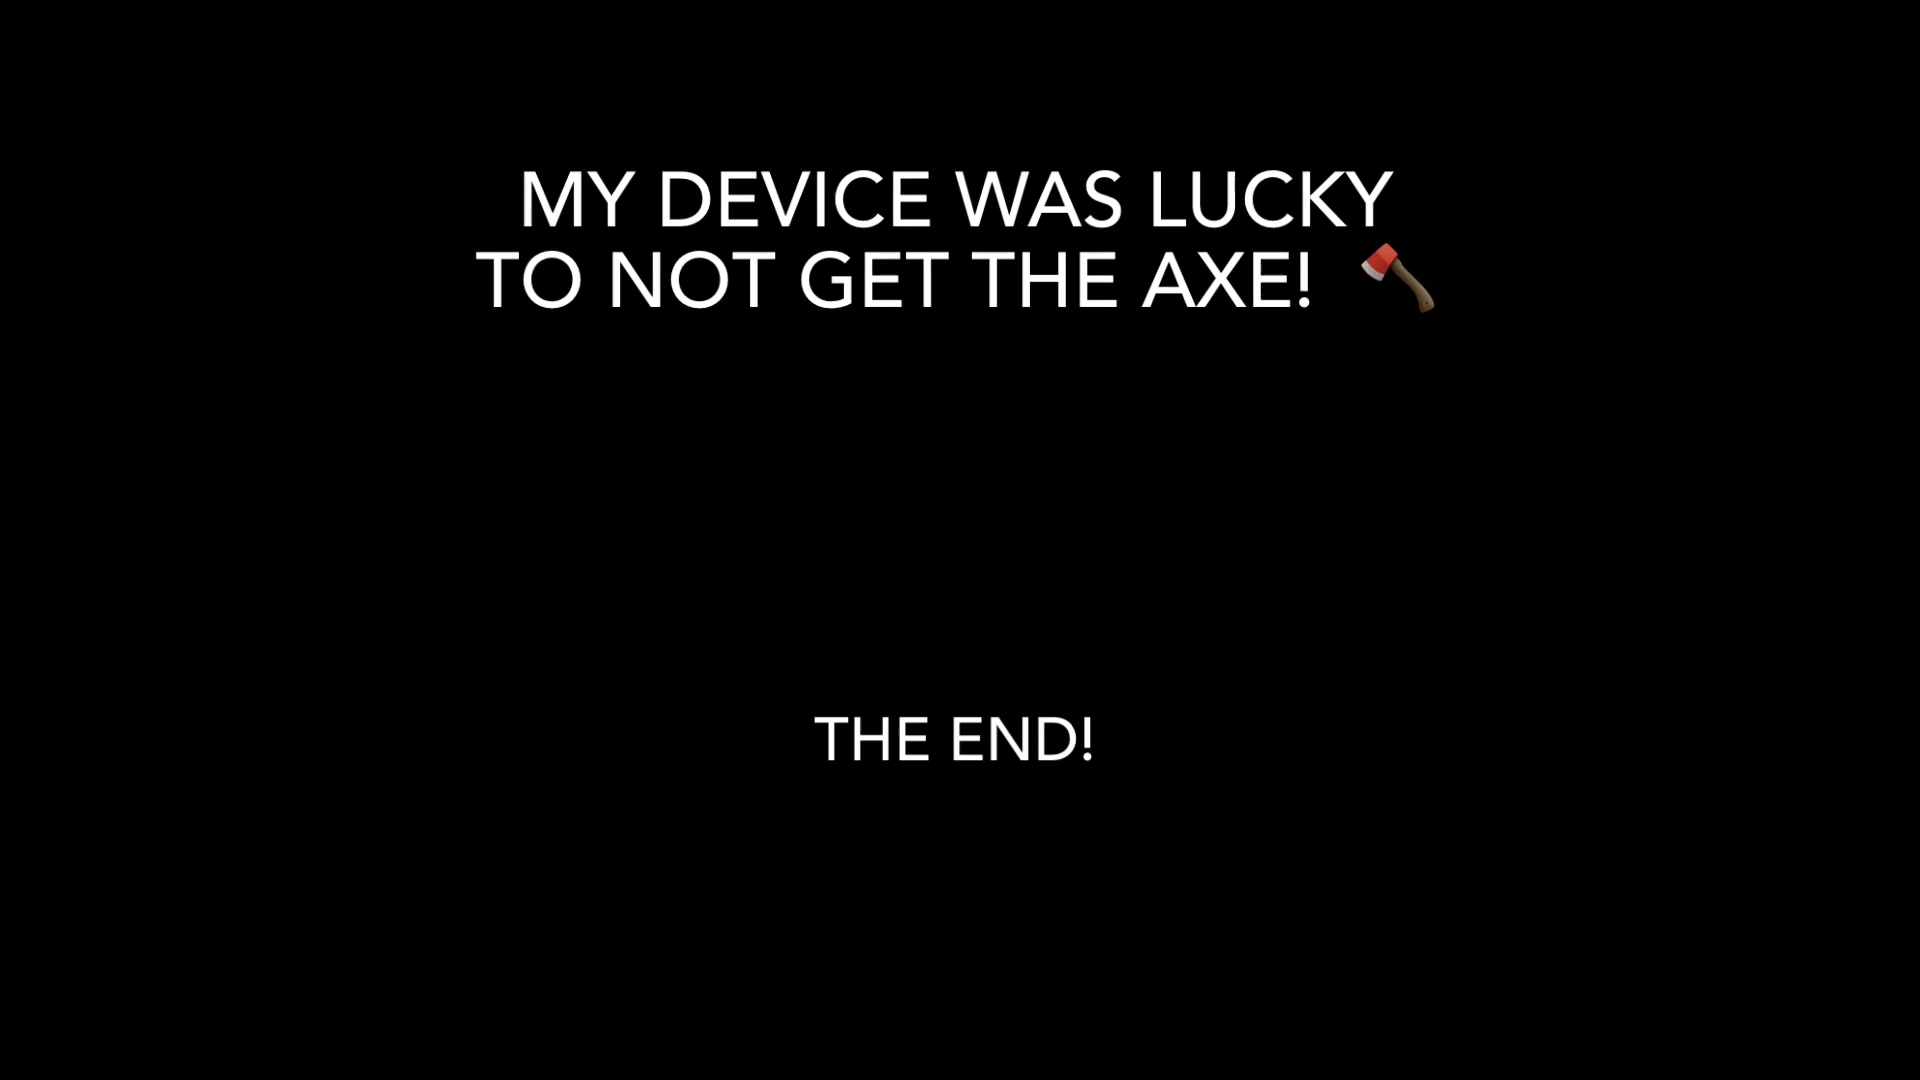 MY DEVICE WAS LUCKY
TO NOT GET THE AXE! 🪓
THE END!